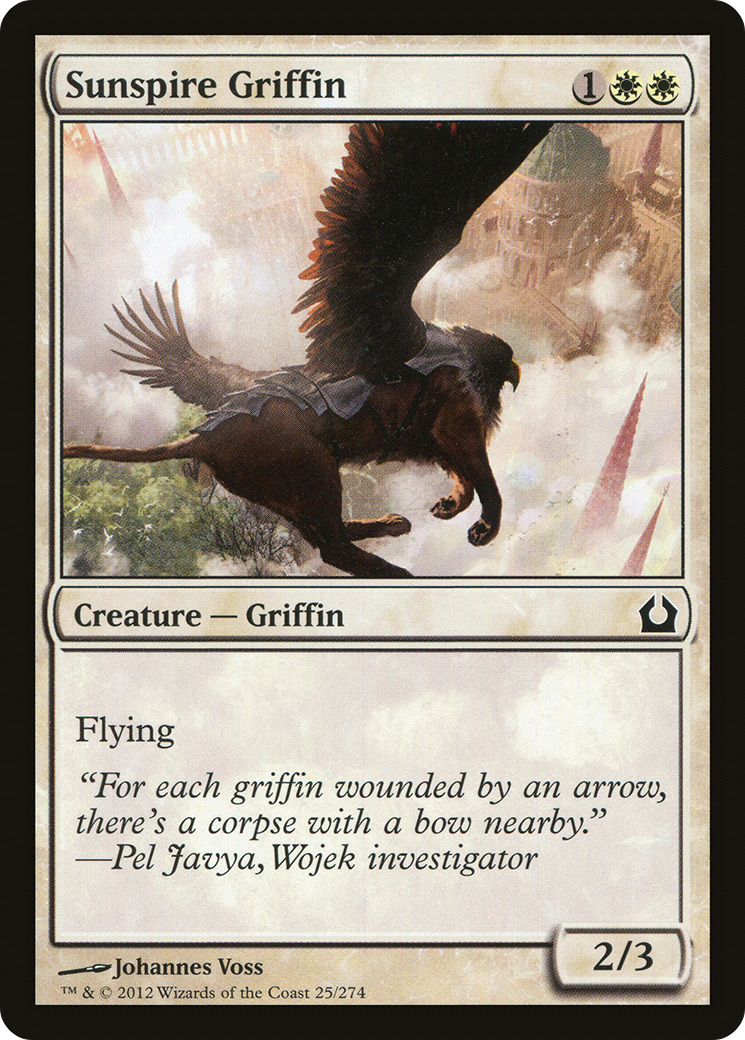 Sunspire Griffin 1
Creature — Griffin
Flying
“For each griffin wounded by an arrow,
there’s a corpse with a bow nearby.”
—Pel Javya, Wojek investigator
2/3
Johannes Voss
™ & © 2012 Wizards of the Coast 25/274